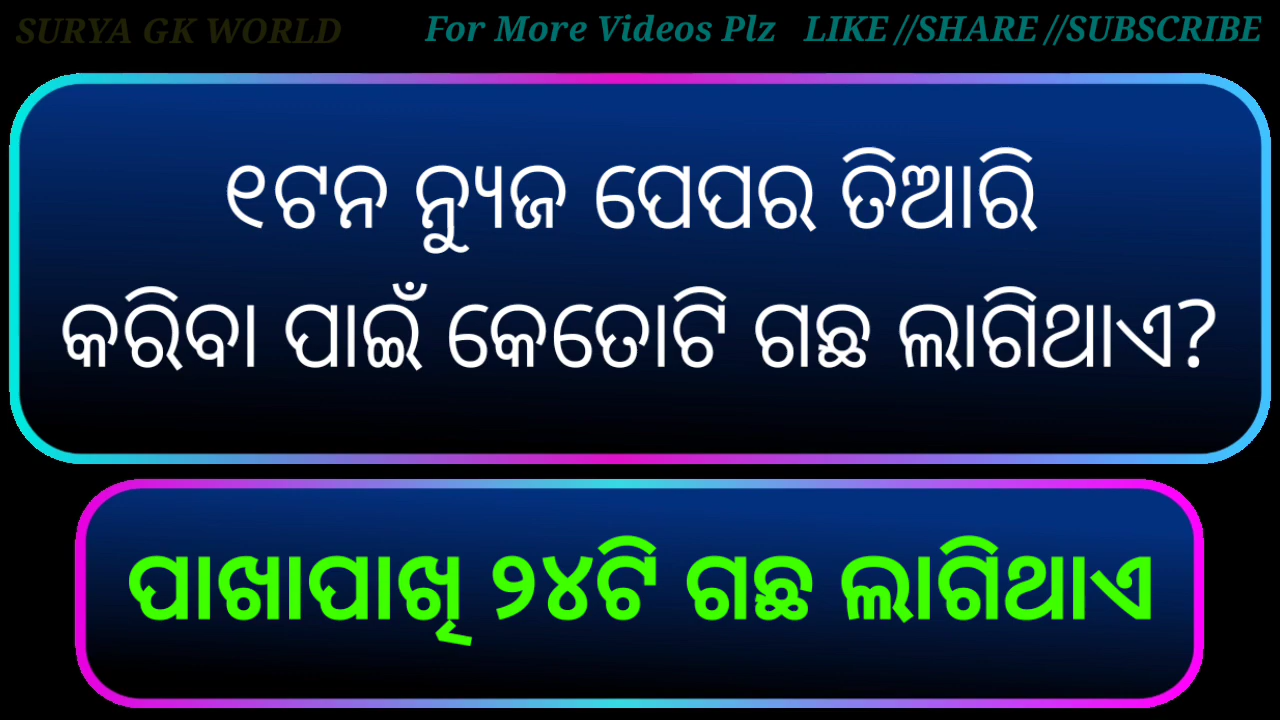 SURYA GK WORLD For More Videos Plz LIKE //SHARE //SUBSCRIBE
୧ଟନ ନ୍ୟୁଜ ପେପର ତିଆରି
କରିବା ପାଇଁ କେତୋଟି ଗଛ ଲାଗିଥାଏ?
ପାଖାପାଖି ୨୪ଟି ଗଛ ଲାଗିଥାଏ